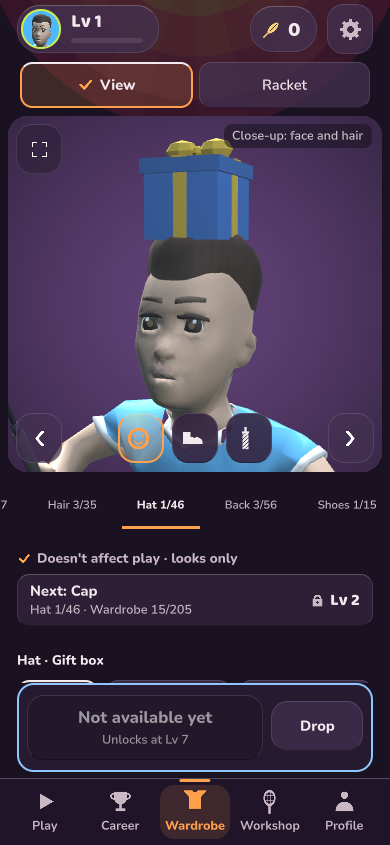 Lv 1
0
View
Racket
Close-up: face and hair
7
Hair 3/35
Hat 1/46
Back 3/56
Shoes 1/15
Doesn't affect play · looks only
Next: Cap
Hat 1/46 · Wardrobe 15/205
Lv 2
Hat · Gift box
Not available yet
Unlocks at Lv 7
Drop
Play
Career
Wardrobe
Workshop
Profile